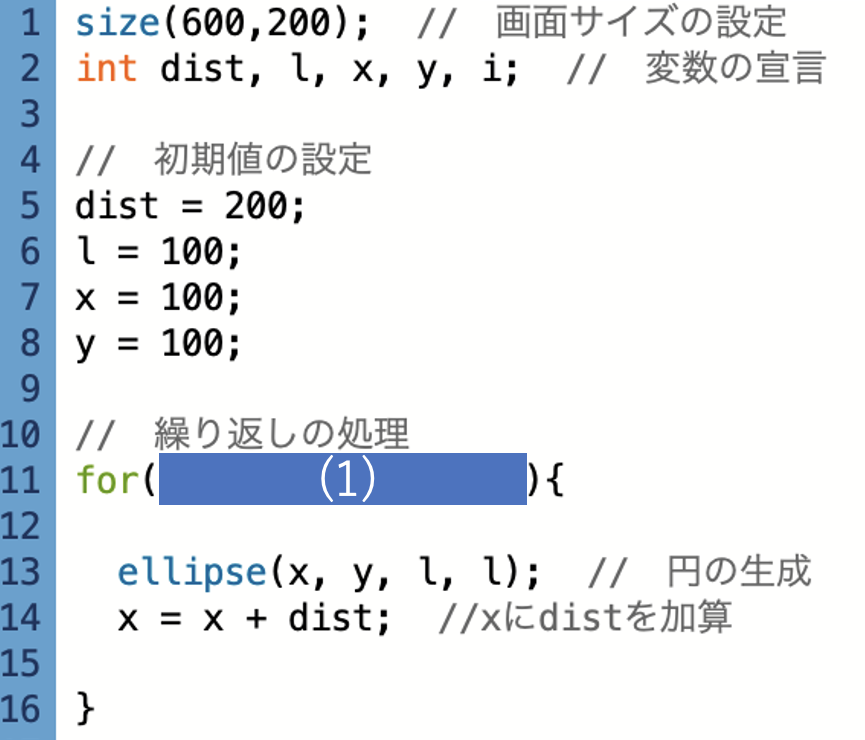 1 size(600,200); // 画面サイズの設定
2 int dist, l, x, y, i; // 変数の宣言
3
4 // 初期値の設定
5 dist = 200;
6 l = 100;
7 x = 100;
8 y = 100;
9
10 // 繰り返しの処理
11 for( (1) ){
12
13 ellipse(x, y, l, l); // 円の生成
14 x = x + dist; //xにdistを加算
15
16 }